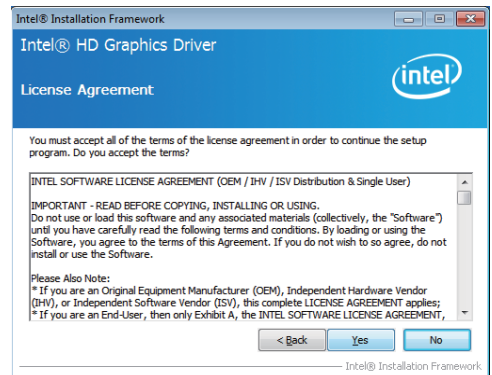 Intel® Installation Framework
Intel® HD Graphics Driver
License Agreement
intel
You must accept all of the terms of the license agreement in order to continue the setup
program. Do you accept the terms?
INTEL SOFTWARE LICENSE AGREEMENT (OEM / IHV / ISV Distribution & Single User)
IMPORTANT - READ BEFORE COPYING, INSTALLING OR USING.
Do not use or load this software and any associated materials (collectively, the "Software")
until you have carefully read the following terms and conditions. By loading or using the
Software, you agree to the terms of this Agreement. If you do not wish to so agree, do not
install or use the Software.
Please Also Note:
* If you are an Original Equipment Manufacturer (OEM), Independent Hardware Vendor
(IHV), or Independent Software Vendor (ISV), this complete LICENSE AGREEMENT applies;
* If you are an End-User, then only Exhibit A, the INTEL SOFTWARE LICENSE AGREEMENT,
< Back
Yes
No
Intel® Installation Framework